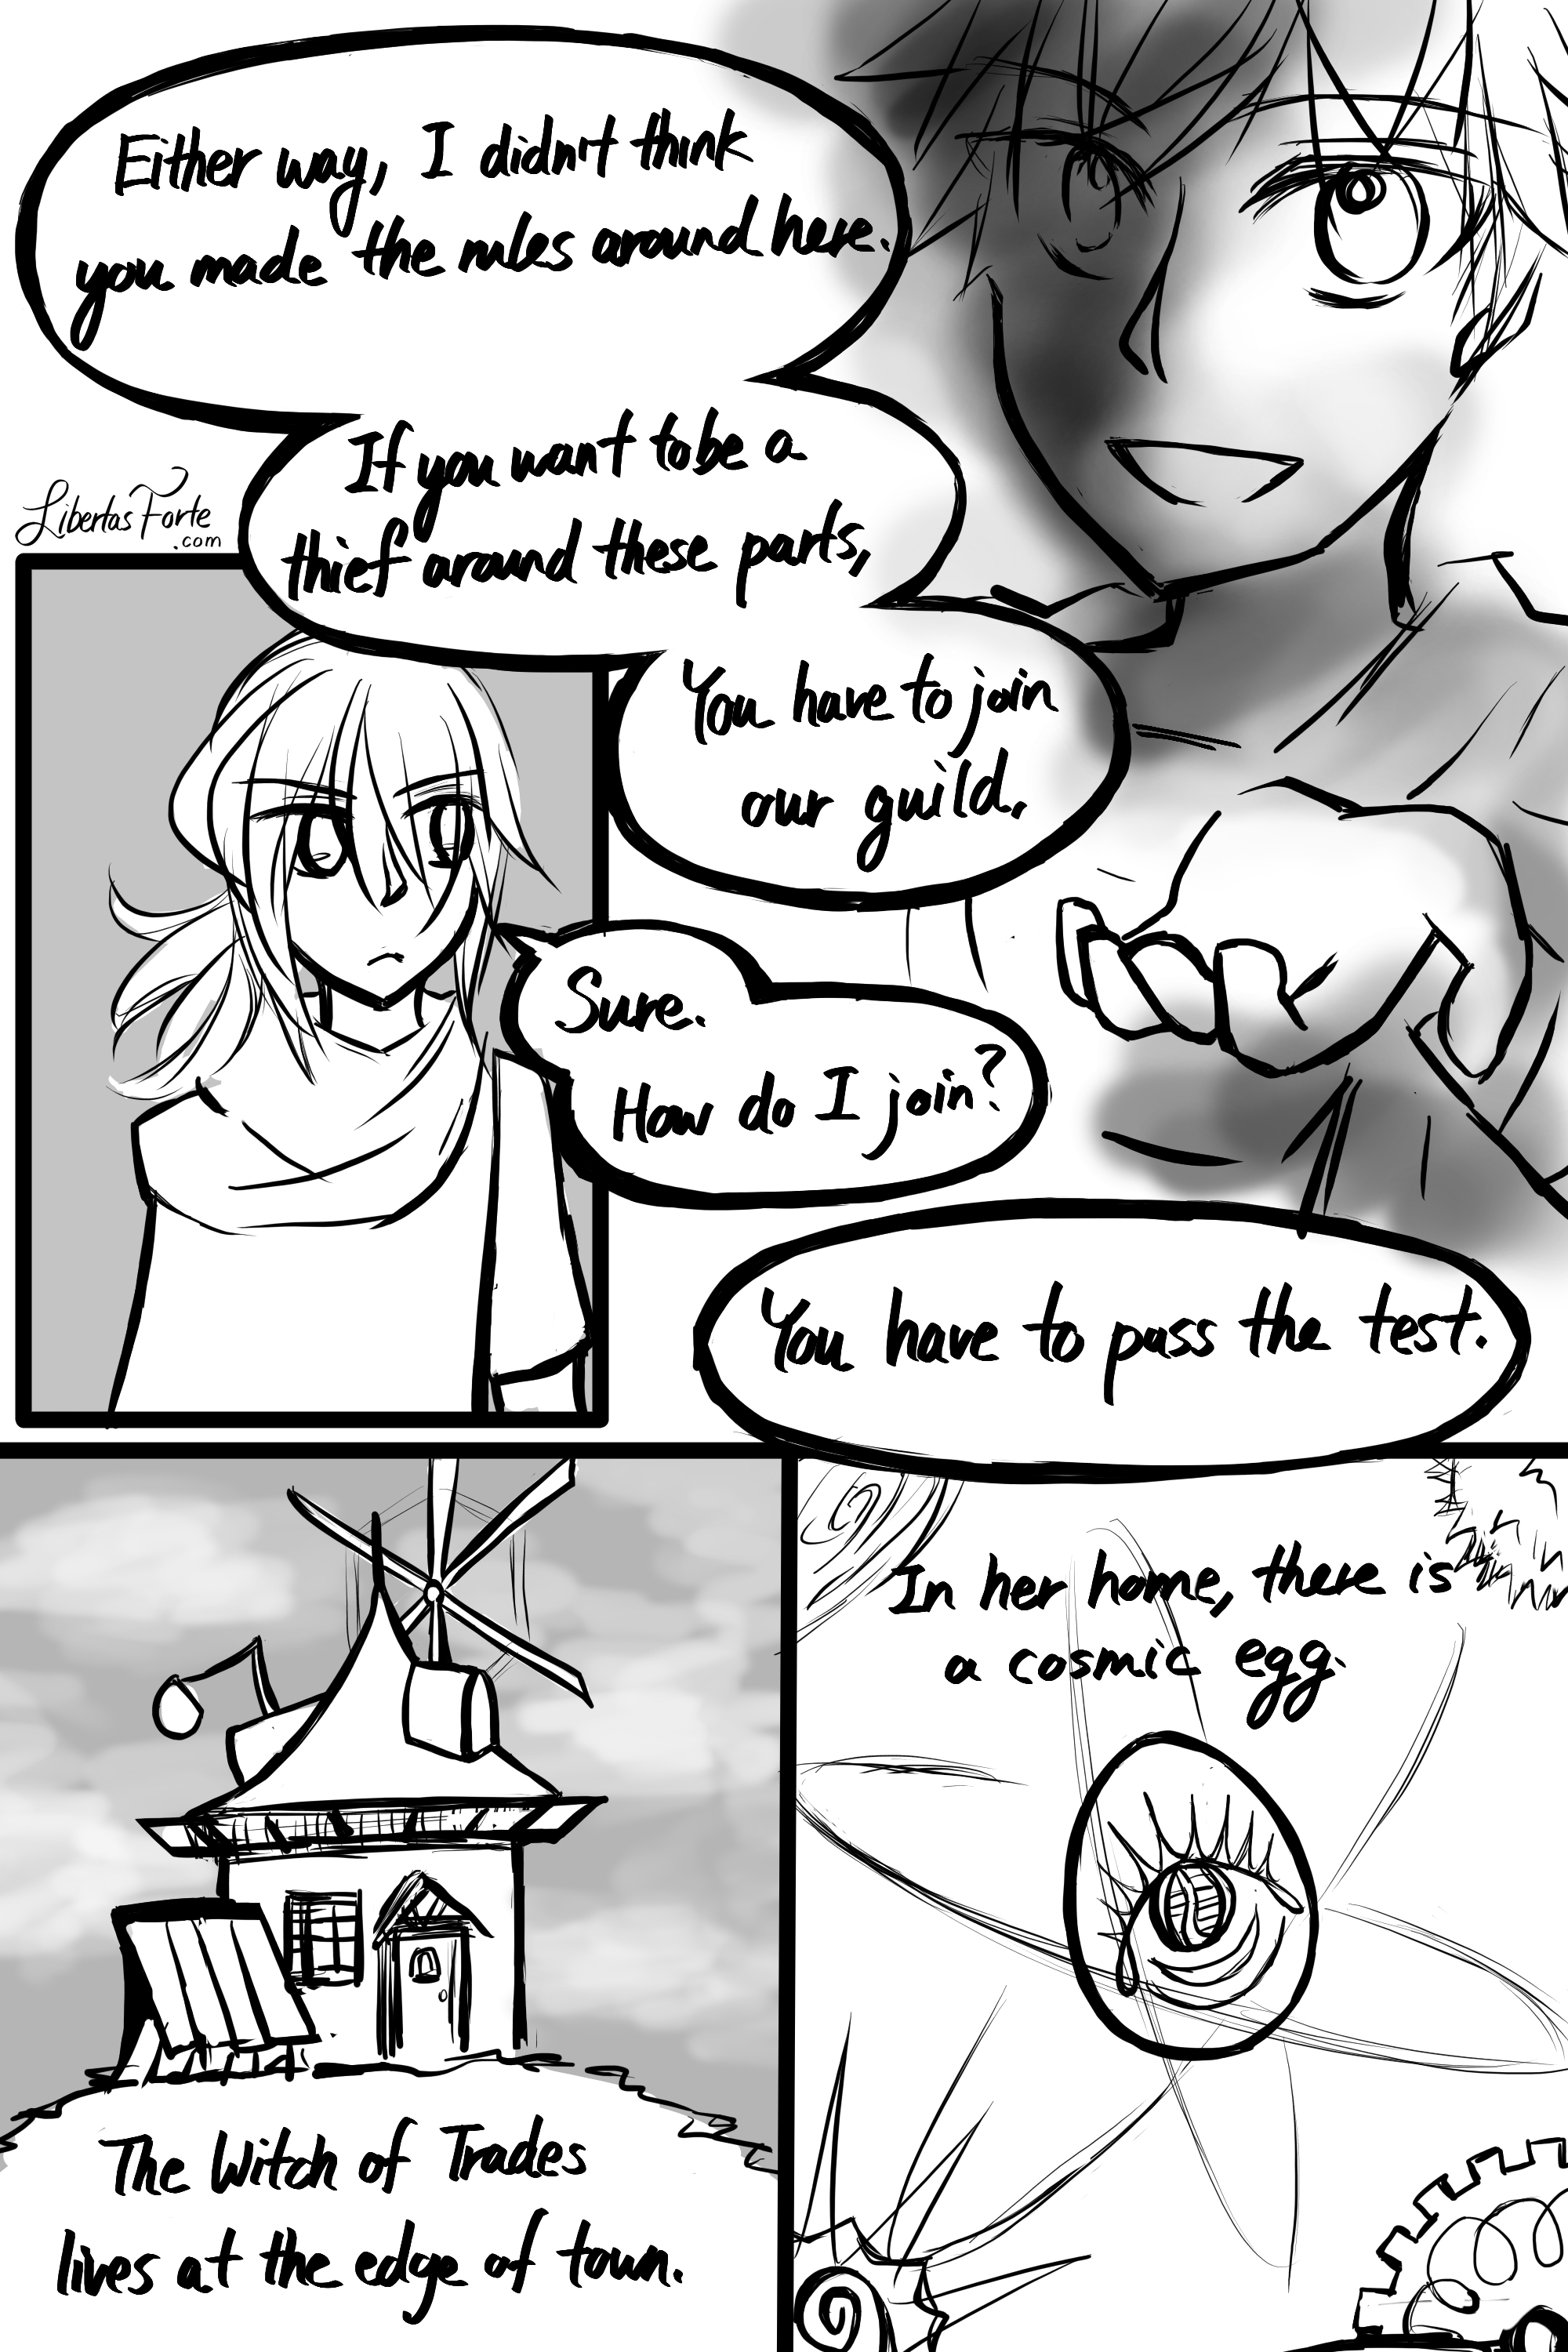 Either way, I didn't think
you made the rules around here.
If you want to be a
thief around these parts,
You have to join
our guild.
LibertasForte
.com
Sure.
How do I join?
You have to pass the test.
The Witch of Trades
lives at the edge of town.
In her home, there is
a cosmic egg.